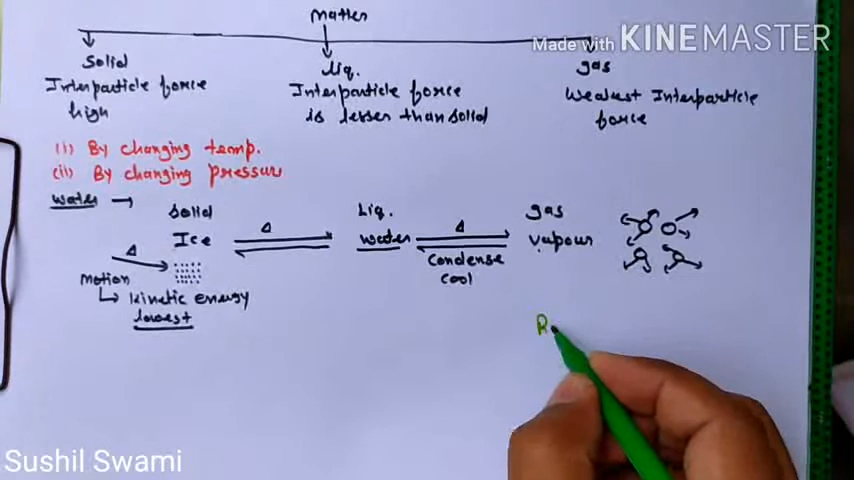 Matter
Made with KINEMASTER
Solid
Interparticle force
high
Liq.
Interparticle force
is lesser than solid
gas
Weakest Interparticle
force
(i) By changing temp.
(ii) By changing pressur
Water →
Solid
Ice
Δ
Liq.
water
Δ
Condense
cool
gas
vapour
Δ
Motion
kinetic energy
lowest
R
Sushil Swami